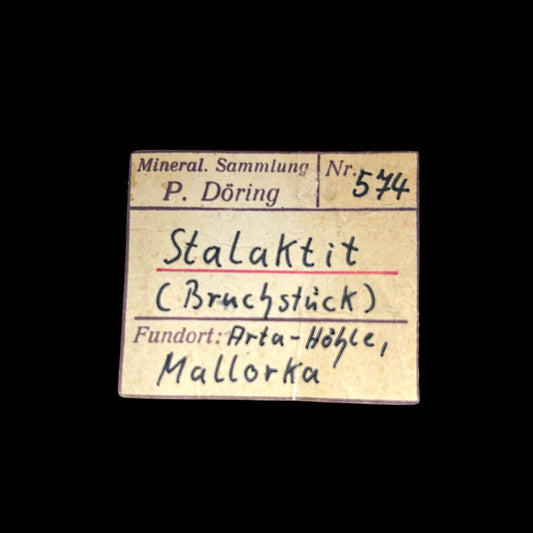 Mineral. Sammlung
P. Döring
Nr. 574
Stalaktit
(Bruchstück)
Fundort: Arta-Höhle,
Mallorka